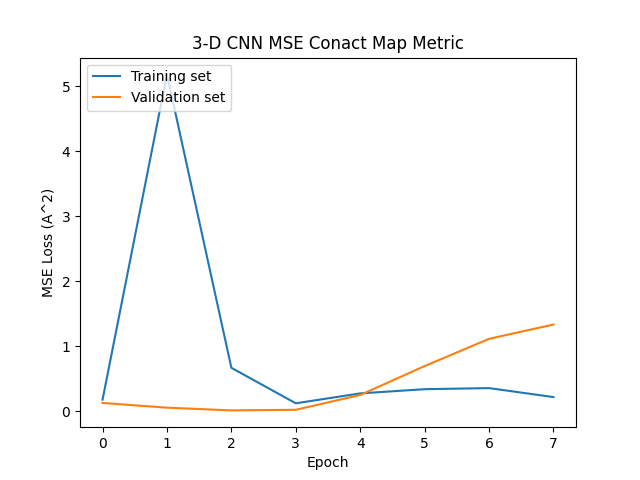 3-D CNN MSE Conact Map Metric
Training set
Validation set
MSE Loss (A^2)
5
4
3
2
1
0
0 1 2 3 4 5 6 7
Epoch